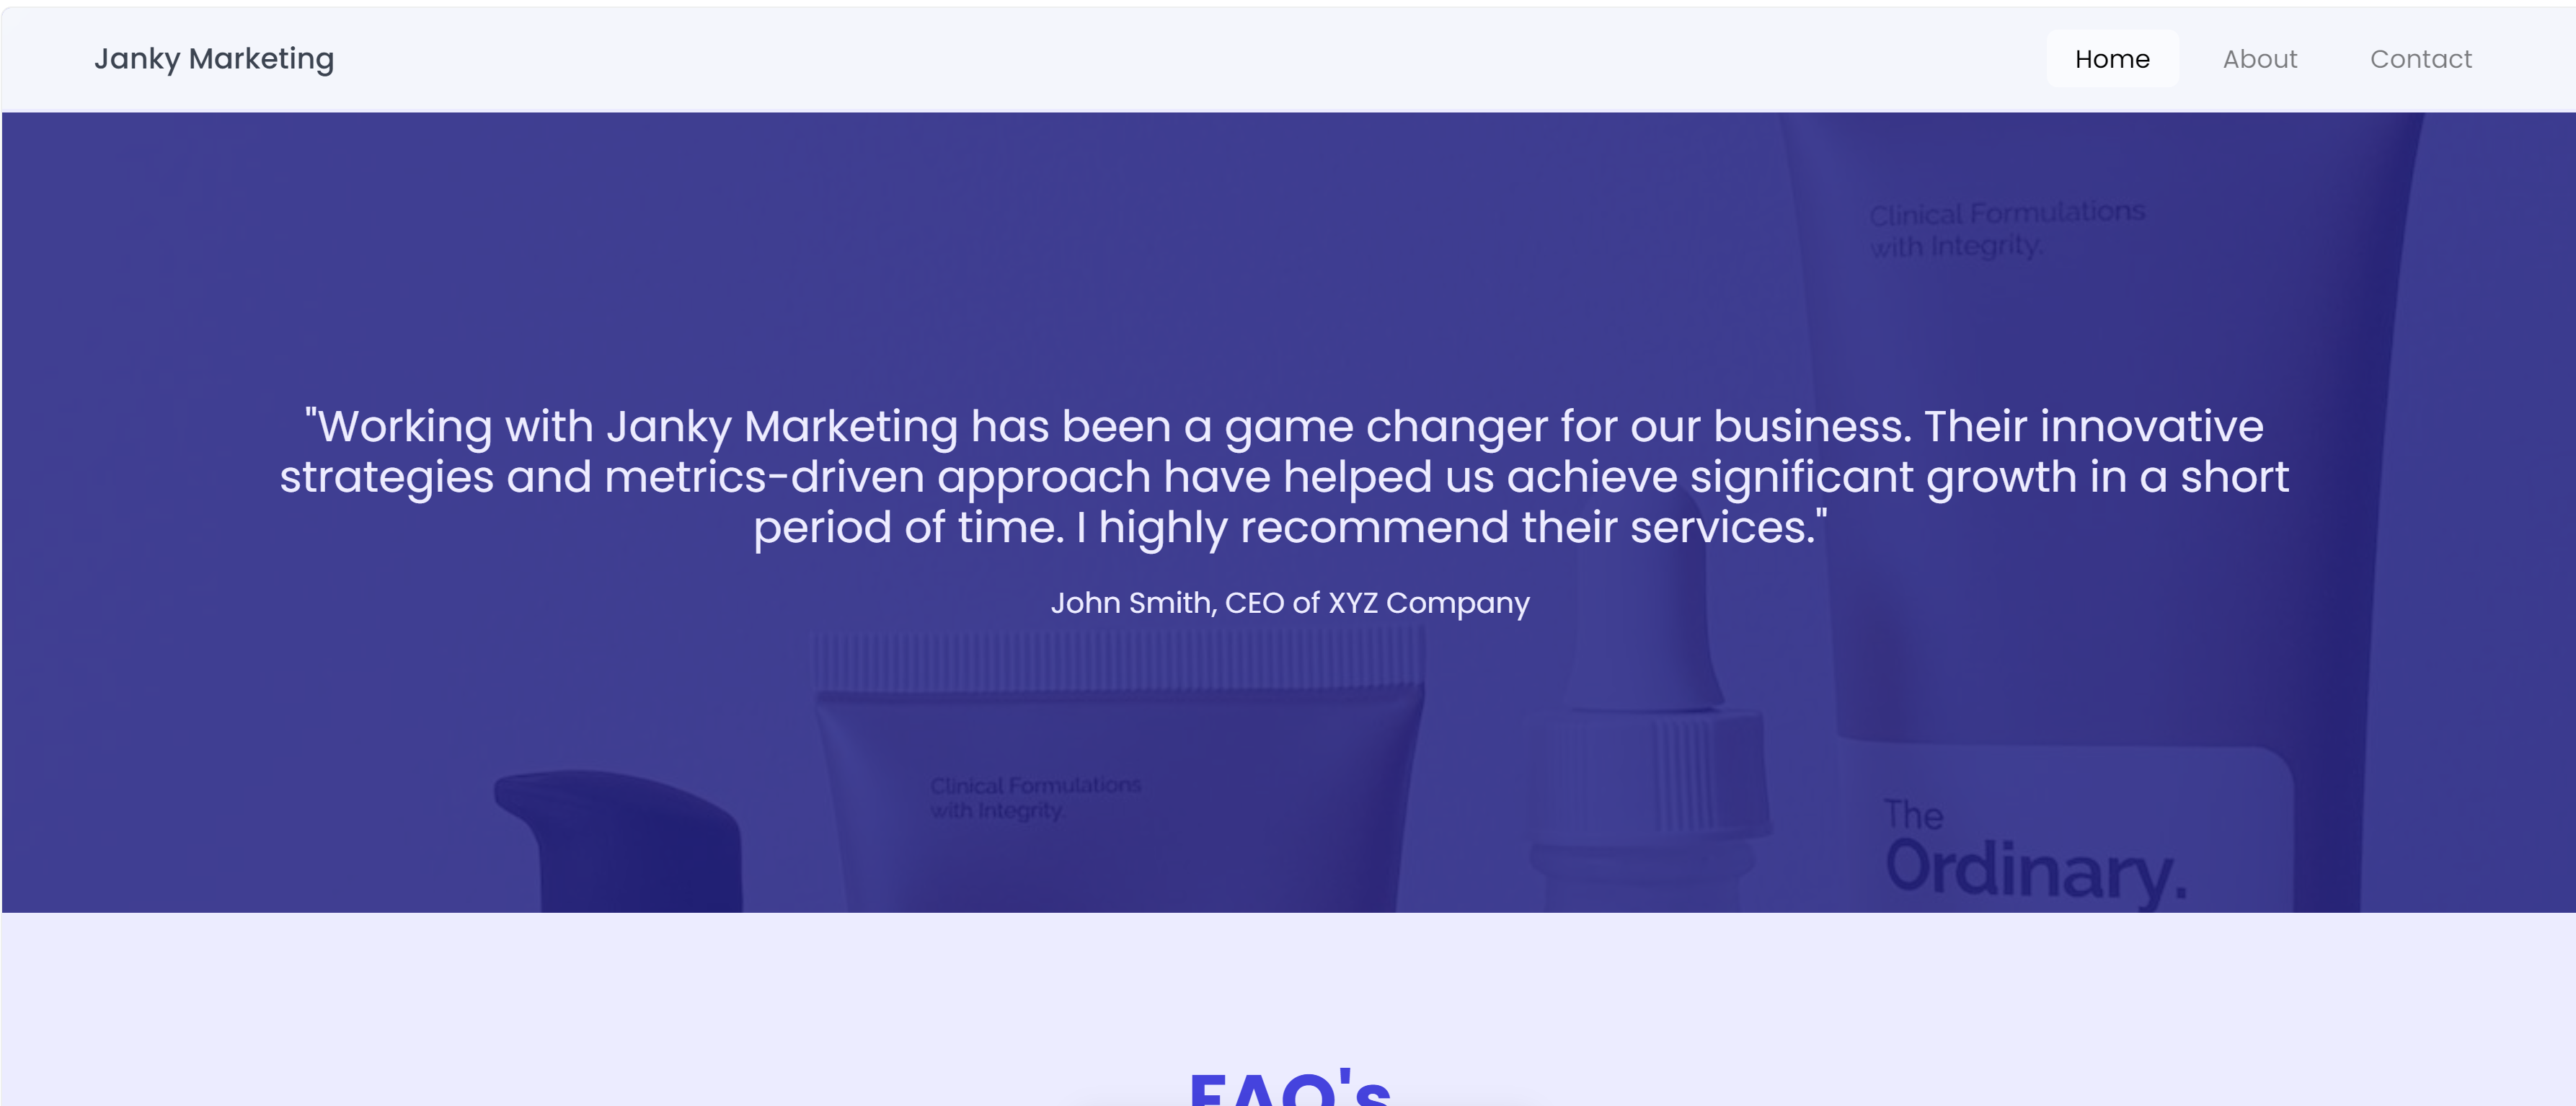 Janky Marketing
Home
About
Contact
Clinical Formulations
with Integrity.
"Working with Janky Marketing has been a game changer for our business. Their innovative
strategies and metrics-driven approach have helped us achieve significant growth in a short
period of time. I highly recommend their services."
John Smith, CEO of XYZ Company
Clinical Formulations
with Integrity.
The
Ordinary.
FAQ's